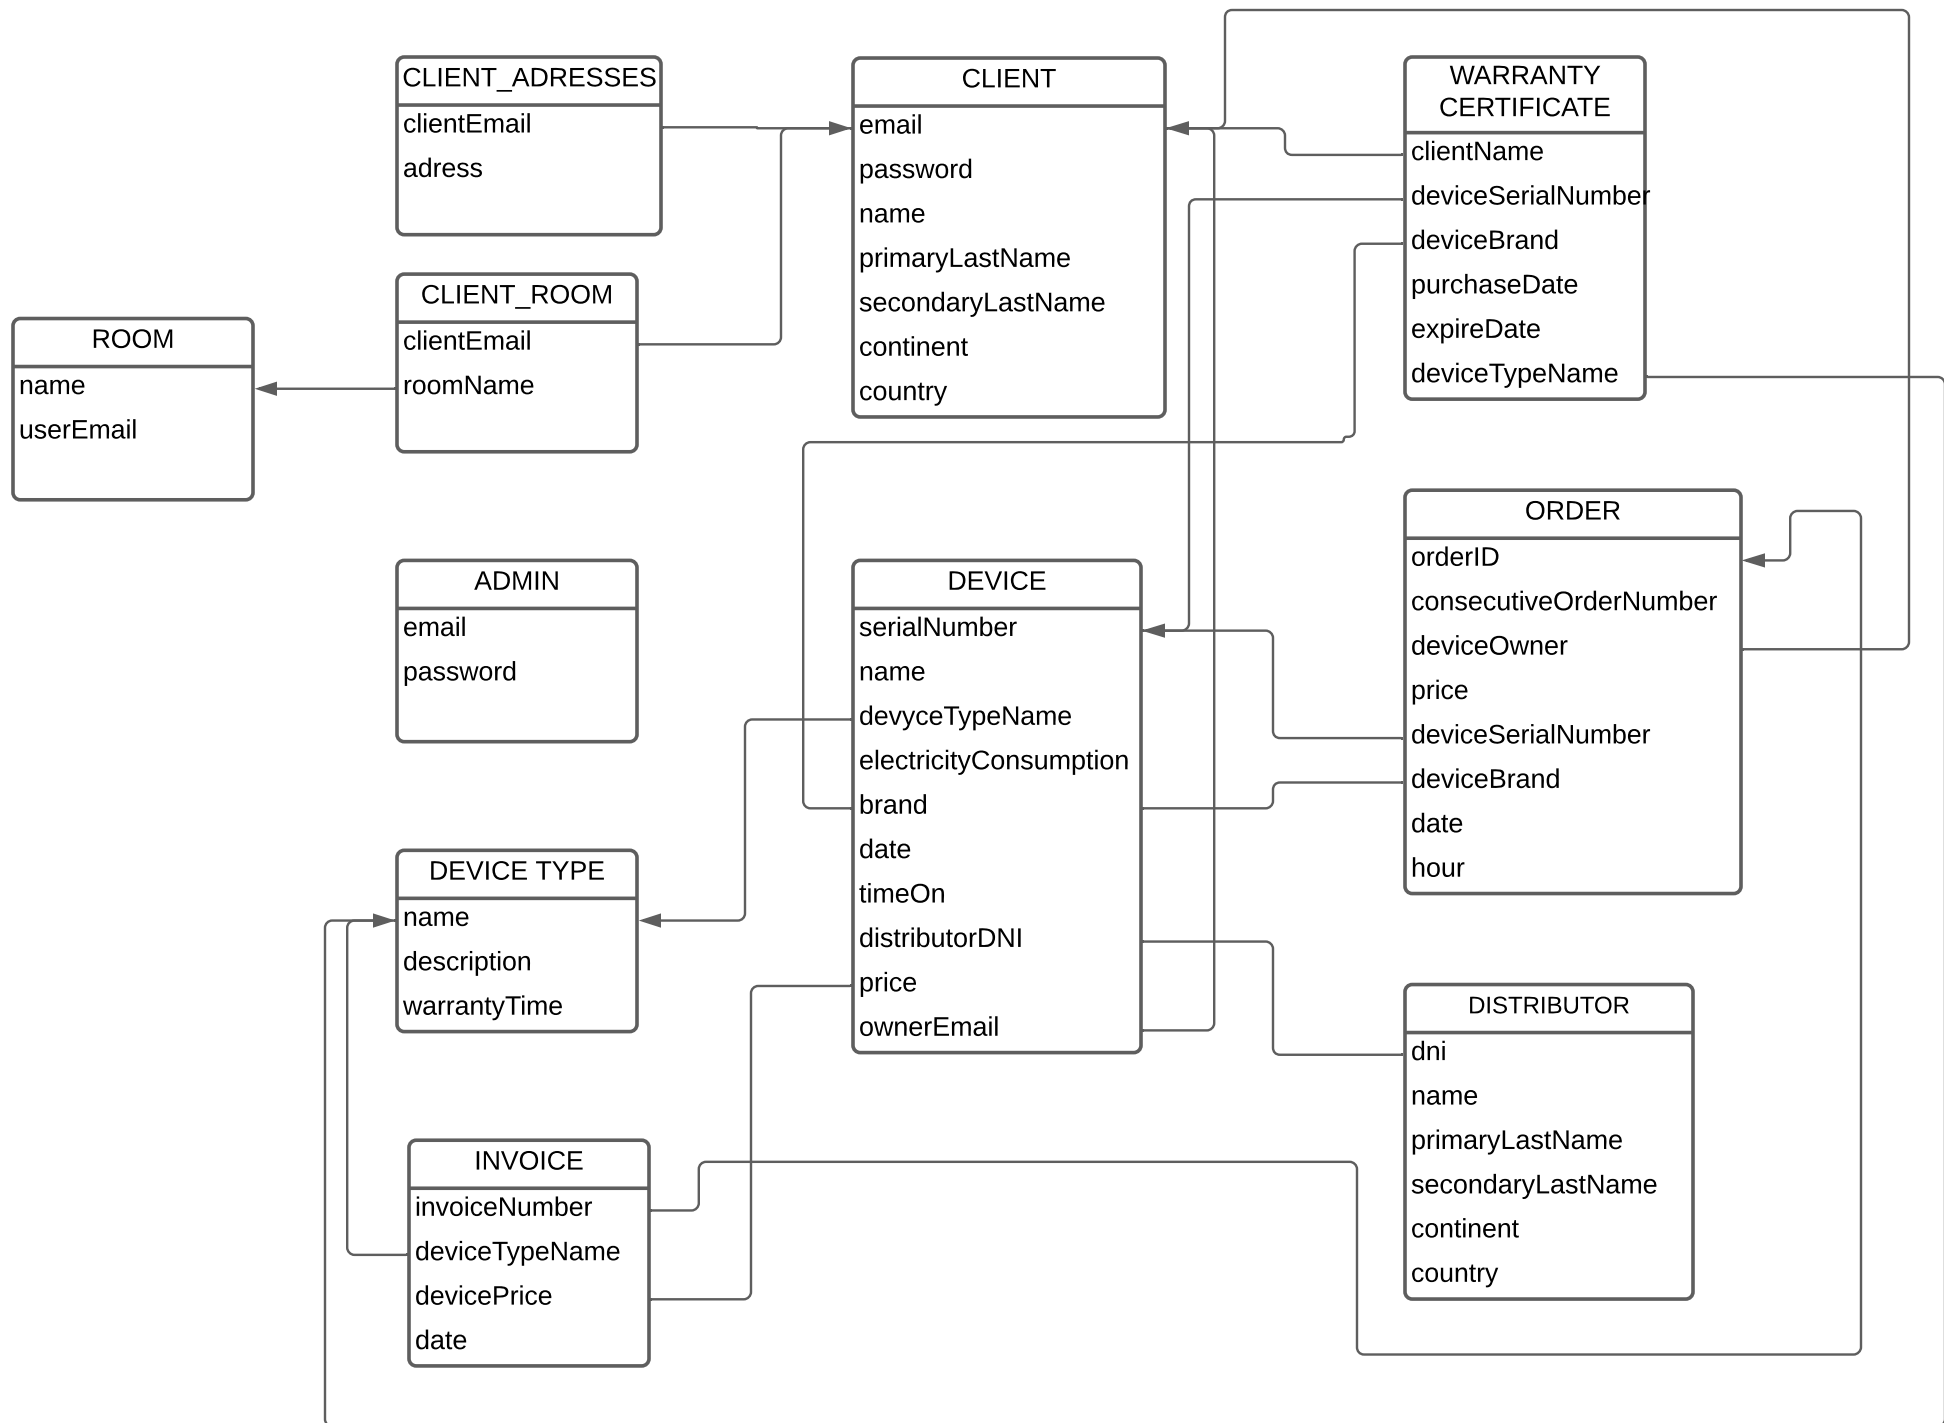 CLIENT_ADRESSES
clientEmail
adress
CLIENT
email
password
name
primaryLastName
secondaryLastName
continent
country
WARRANTY
CERTIFICATE
clientName
deviceSerialNumber
deviceBrand
purchaseDate
expireDate
deviceTypeName
CLIENT_ROOM
clientEmail
roomName
ROOM
name
userEmail
ORDER
orderID
consecutiveOrderNumber
deviceOwner
price
deviceSerialNumber
deviceBrand
date
hour
ADMIN
email
password
DEVICE
serialNumber
name
devyceTypeName
electricityConsumption
brand
date
timeOn
distributorDNI
price
ownerEmail
DEVICE TYPE
name
description
warrantyTime
DISTRIBUTOR
dni
name
primaryLastName
secondaryLastName
continent
country
INVOICE
invoiceNumber
deviceTypeName
devicePrice
date